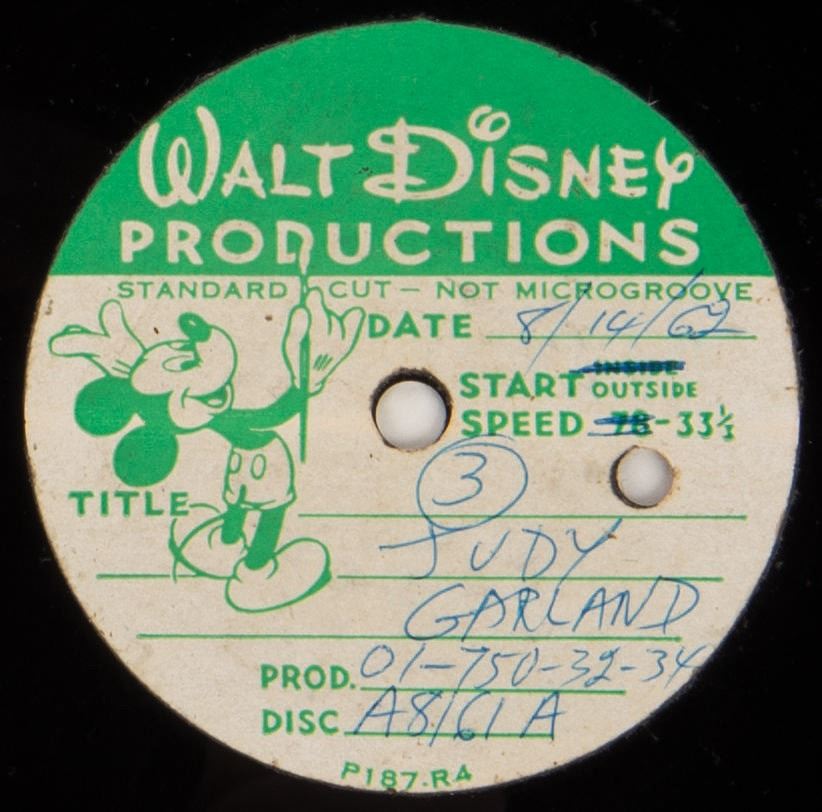 WALT DISNEY
PRODUCTIONS
STANDARD CUT — NOT MICROGROOVE
DATE 8/14/62
START INSIDE
OUTSIDE
SPEED 78-33⅓
3
TITLE
JUDY
GARLAND
PROD. 01-750-32-34
DISC A8161A
P187-R4